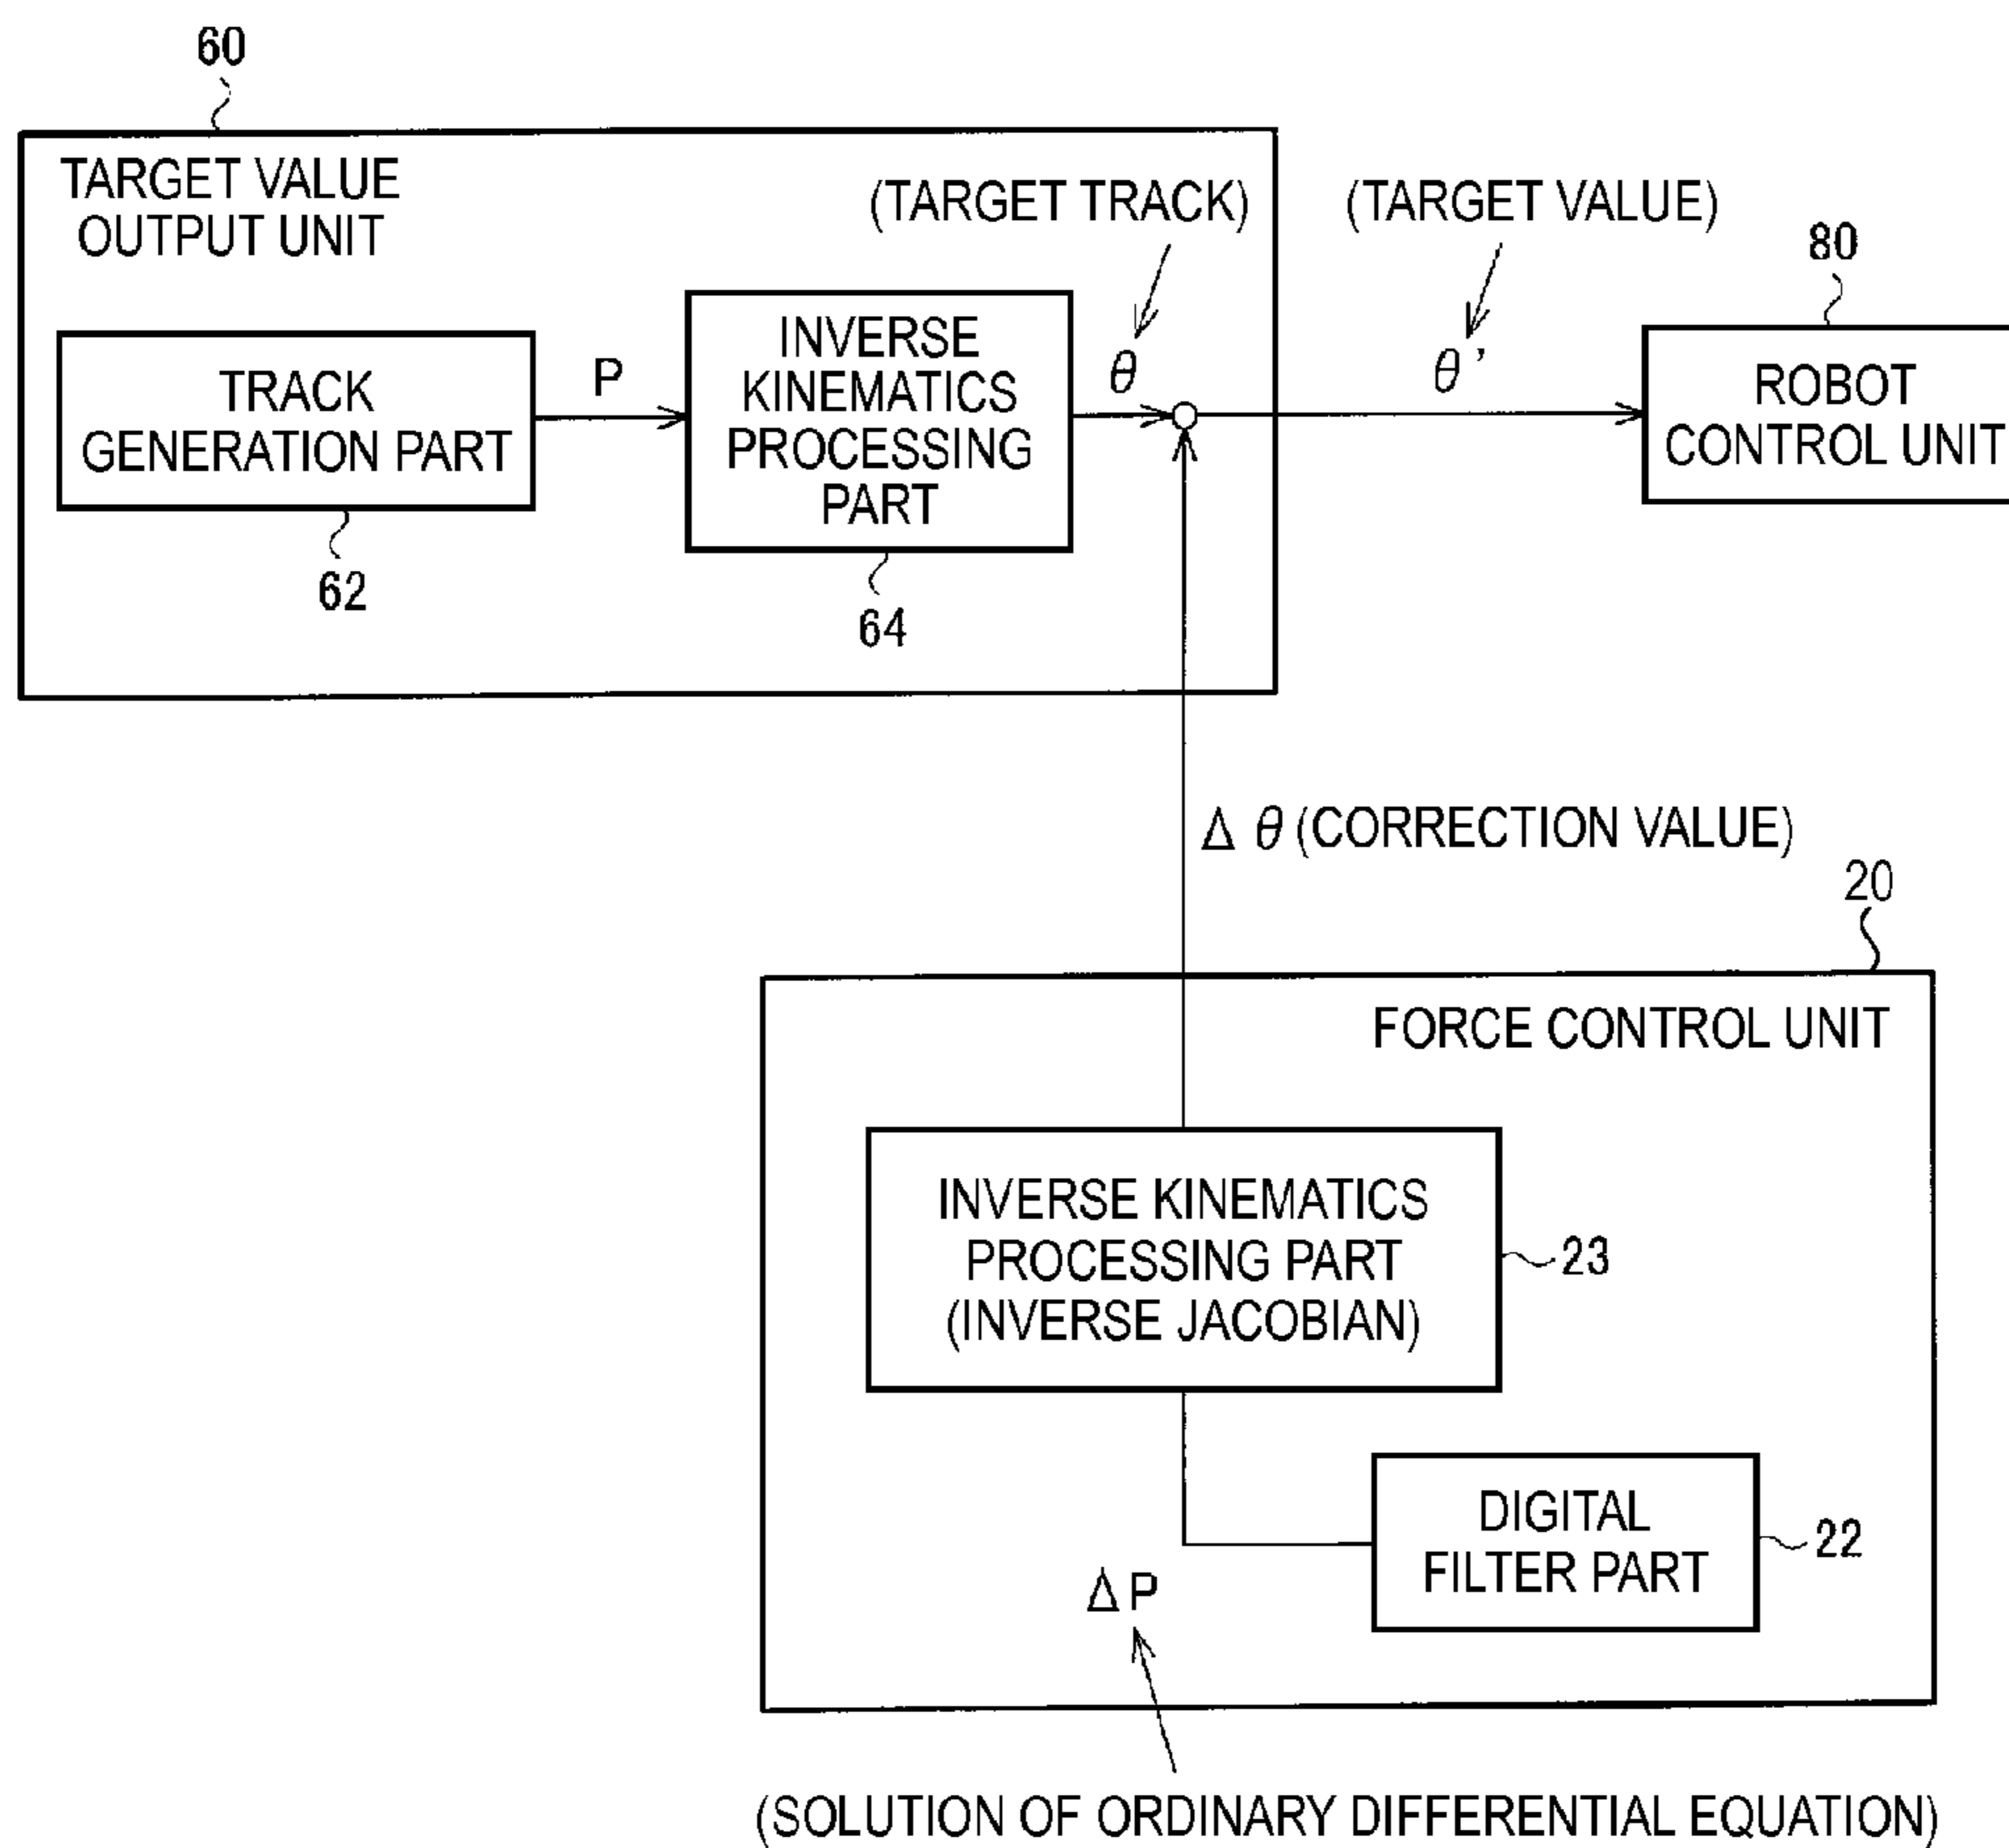 60
TARGET VALUE
OUTPUT UNIT
(TARGET TRACK)
(TARGET VALUE)
80
TRACK
GENERATION PART
P
INVERSE
KINEMATICS
PROCESSING
PART
θ
θ’
ROBOT
CONTROL UNIT
62
64
Δθ (CORRECTION VALUE)
20
FORCE CONTROL UNIT
INVERSE KINEMATICS
PROCESSING PART
(INVERSE JACOBIAN)
23
DIGITAL
FILTER PART
22
ΔP
(SOLUTION OF ORDINARY DIFFERENTIAL EQUATION)